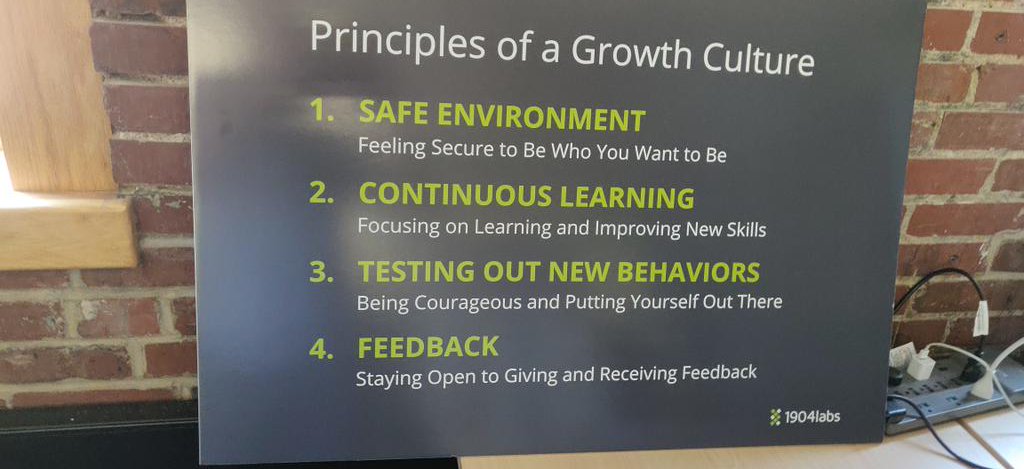 Principles of a Growth Culture
1. SAFE ENVIRONMENT
Feeling Secure to Be Who You Want to Be
2. CONTINUOUS LEARNING
Focusing on Learning and Improving New Skills
3. TESTING OUT NEW BEHAVIORS
Being Courageous and Putting Yourself Out There
4. FEEDBACK
Staying Open to Giving and Receiving Feedback
1904labs